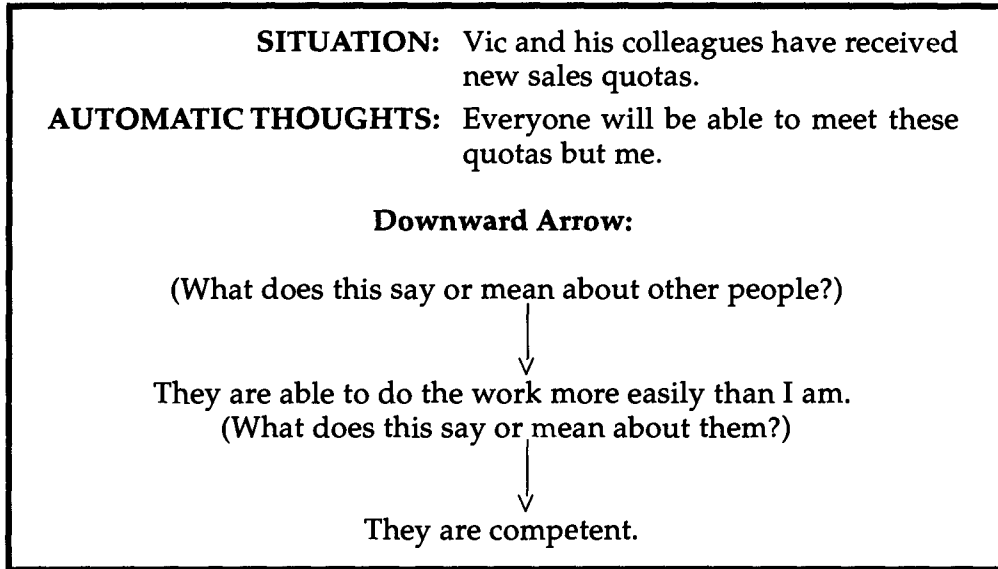 SITUATION: Vic and his colleagues have received
new sales quotas.
AUTOMATIC THOUGHTS: Everyone will be able to meet these
quotas but me.
Downward Arrow:
(What does this say or mean about other people?)
They are able to do the work more easily than I am.
(What does this say or mean about them?)
They are competent.